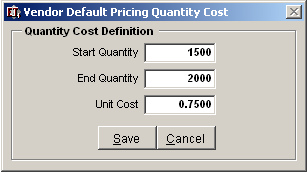 Vendor Default Pricing Quantity Cost
Quantity Cost Definition
Start Quantity 1500
End Quantity 2000
Unit Cost 0.7500
Save Cancel